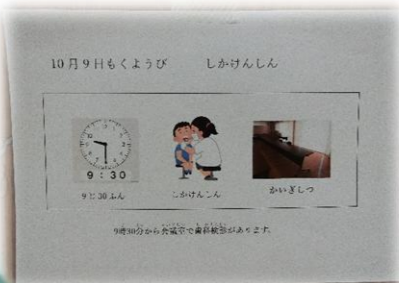 10月9日もくようび　しかけんしん
9:30
9じ30ふん　しかけんしん　かいぎしつ
9時30分から会議室で歯科検診があります。